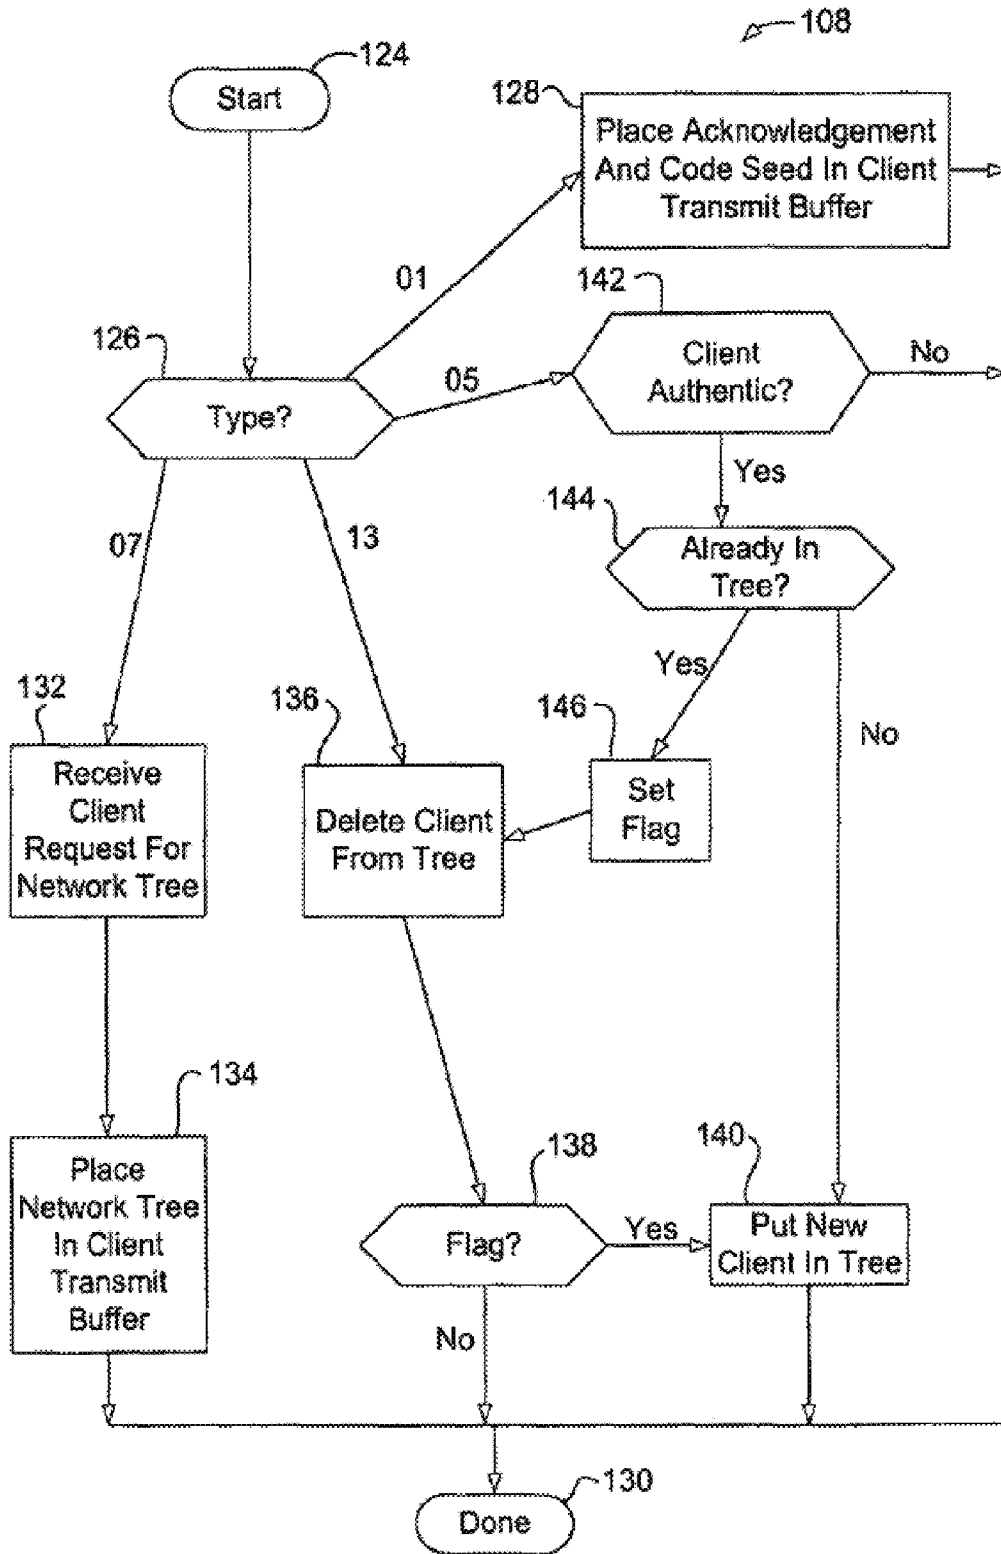 108
124
Start
128
Place Acknowledgement
And Code Seed In Client
Transmit Buffer
01
142
Client
Authentic?
No
126
Type?
05
Yes
144
Already In
Tree?
07
13
Yes
No
132
Receive
Client
Request For
Network Tree
136
Delete Client
From Tree
146
Set
Flag
134
Place
Network Tree
In Client
Transmit
Buffer
138
Flag?
Yes
No
140
Put New
Client In Tree
130
Done